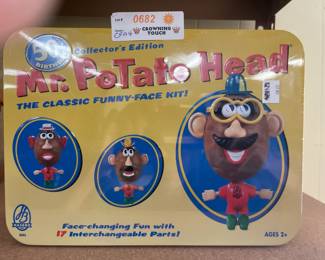 LOT 0682
CROWNING
TOUCH
50th
BIRTHDAY
Collector's Edition
Mr. PoTaTo Head
THE CLASSIC FUNNY-FACE KIT!
Face-changing Fun with
17 Interchangeable Parts!
AGES 2+